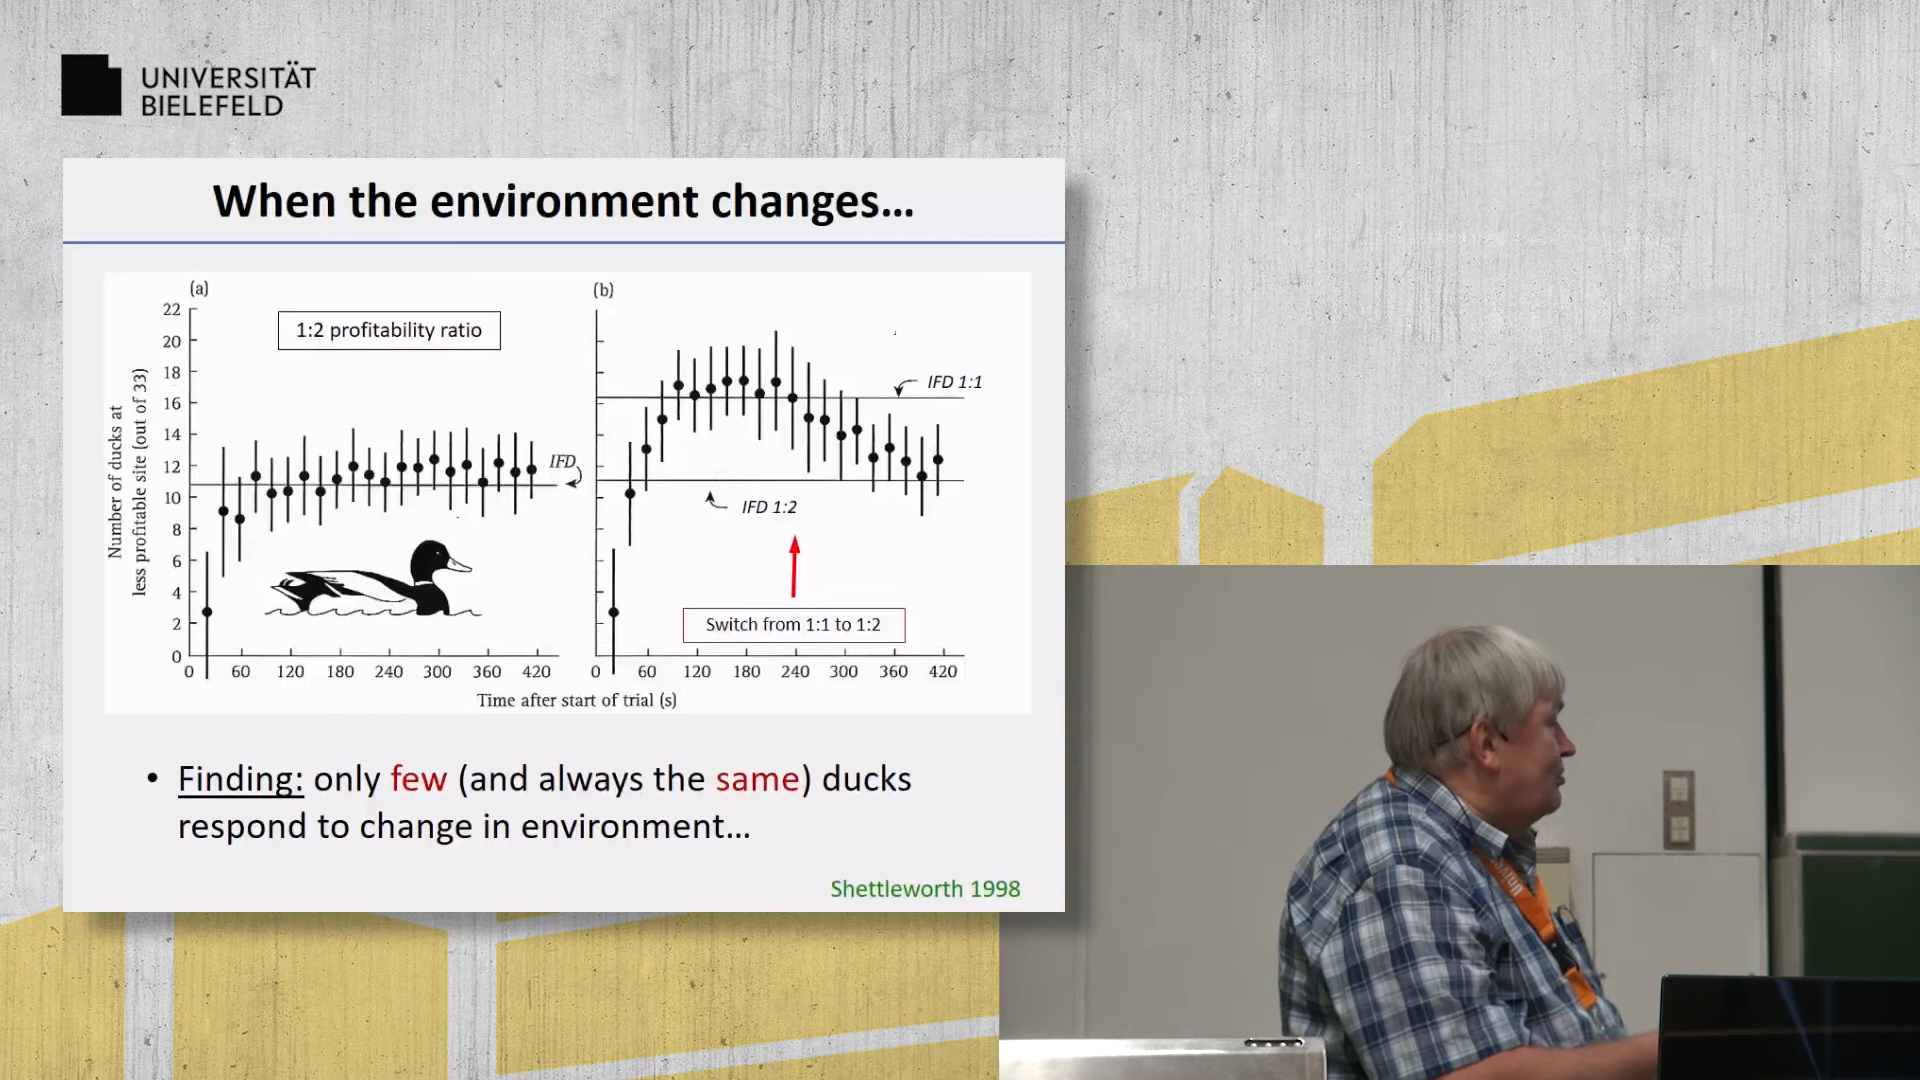 UNIVERSITÄT
BIELEFELD
When the environment changes...
(a)
(b)
22
20
18
16
14
12
10
8
6
4
2
0
Number of ducks at
less profitable site (out of 33)
1:2 profitability ratio
IFD
IFD 1:1
IFD 1:2
Switch from 1:1 to 1:2
0 60 120 180 240 300 360 420
0 60 120 180 240 300 360 420
Time after start of trial (s)
• Finding: only few (and always the same) ducks
respond to change in environment...
Shettleworth 1998